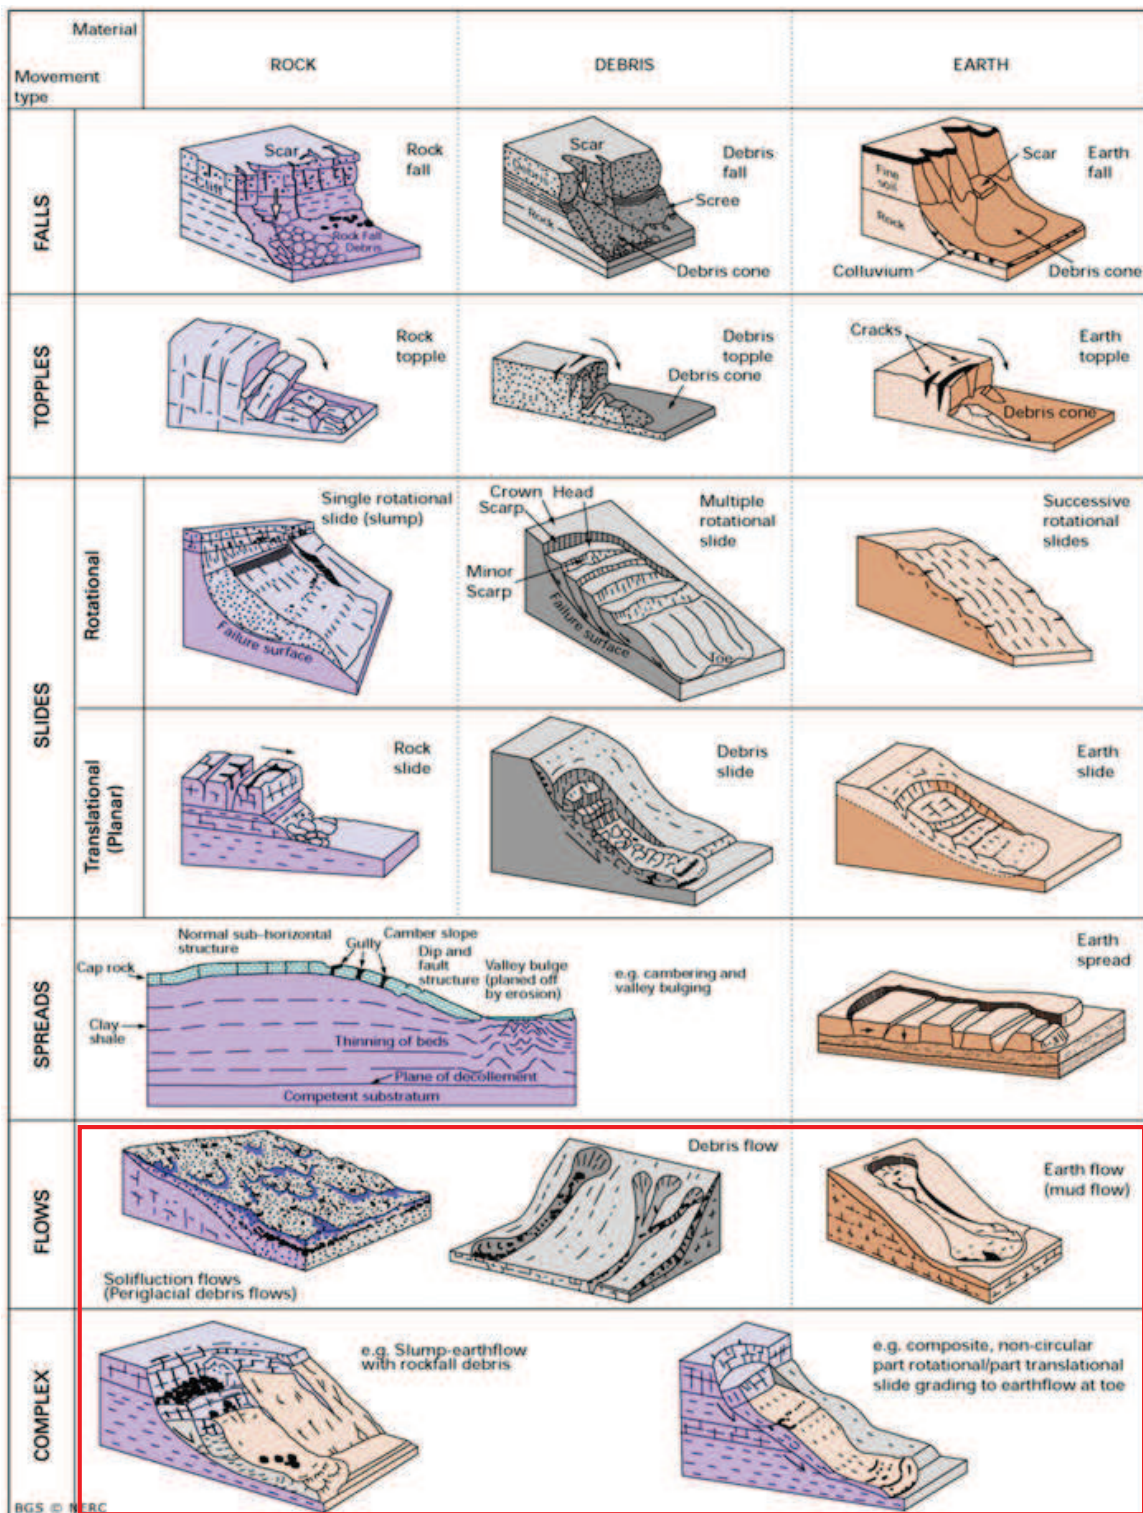 Material
Movement
type
ROCK
DEBRIS
EARTH
FALLS
Scar
Cliff
Rock Fall
Debris
Rock
fall
Scar
Debris
Rock
Debris
fall
Scree
Debris cone
Fine
soil
Rock
Scar
Earth
fall
Colluvium
Debris cone
TOPPLES
Rock
topple
Debris
topple
Debris cone
Cracks
Earth
topple
Debris cone
SLIDES
Rotational
Single rotational
slide (slump)
Failure surface
Crown
Scarp
Head
Minor
Scarp
Failure surface
Toe
Multiple
rotational
slide
Successive
rotational
slides
Translational
(Planar)
Rock
slide
Debris
slide
Earth
slide
SPREADS
Normal sub-horizontal
structure
Cap rock
Gully
Camber slope
Dip and
fault
structure
Valley bulge
(planed off
by erosion)
Clay
shale
Thinning of beds
Plane of decollement
Competent substratum
e.g. cambering and
valley bulging
Earth
spread
FLOWS
Solifluction flows
(Periglacial debris flows)
Debris flow
Earth flow
(mud flow)
COMPLEX
e.g. Slump-earthflow
with rockfall debris
e.g. composite, non-circular
part rotational/part translational
slide grading to earthflow at toe
BGS © NERC